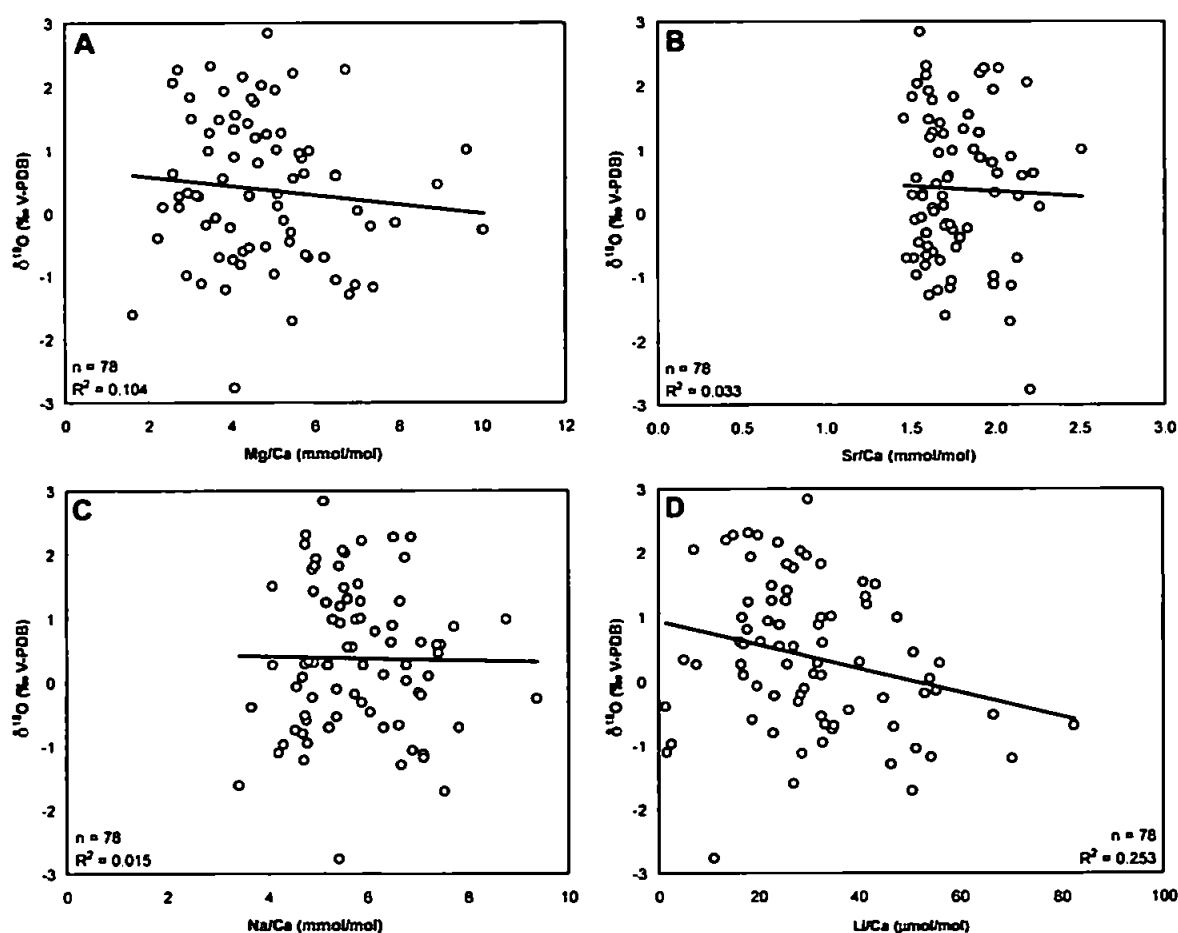 A
3
2
1
0
-1
-2
-3
δ¹⁸O (‰ V-PDB)
n = 78
R² = 0.104
0 2 4 6 8 10 12
Mg/Ca (mmol/mol)
B
3
2
1
0
-1
-2
-3
δ¹⁸O (‰ V-PDB)
n = 78
R² = 0.033
0.0 0.5 1.0 1.5 2.0 2.5 3.0
Sr/Ca (mmol/mol)
C
3
2
1
0
-1
-2
-3
δ¹⁸O (‰ V-PDB)
n = 78
R² = 0.015
0 2 4 6 8 10
Na/Ca (mmol/mol)
D
3
2
1
0
-1
-2
-3
δ¹⁸O (‰ V-PDB)
n = 78
R² = 0.253
0 20 40 60 80 100
Li/Ca (μmol/mol)